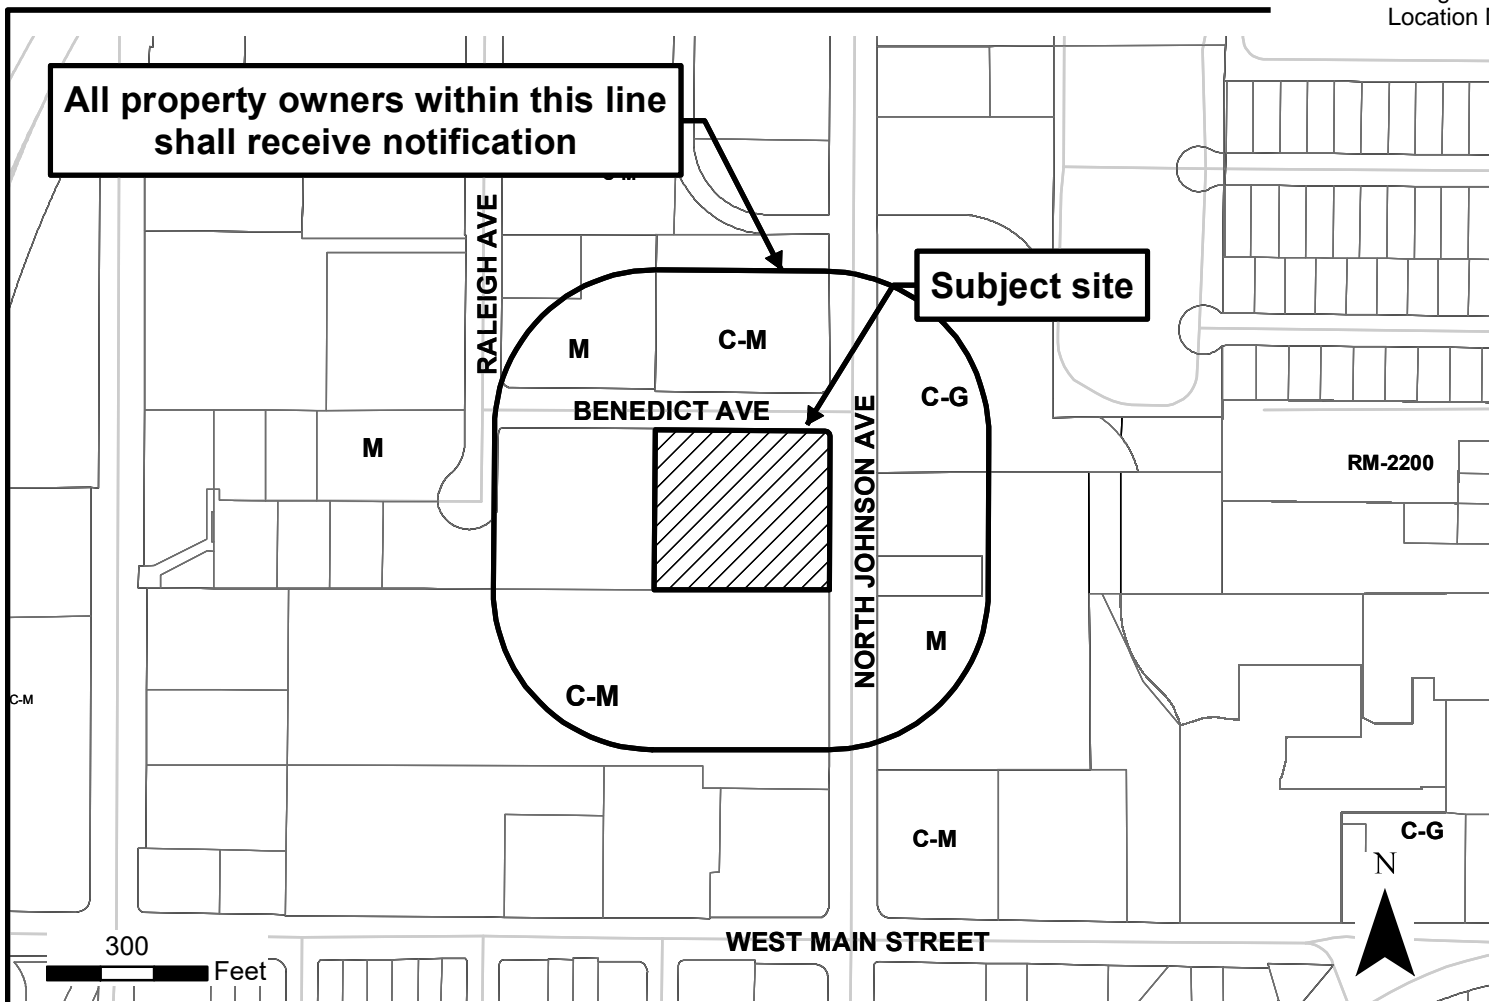 Location
All property owners within this line
shall receive notification
RALEIGH AVE
Subject site
M
C-M
C-G
BENEDICT AVE
NORTH JOHNSON AVE
M
RM-2200
M
C-M
C-M
C-M
C-G
N
WEST MAIN STREET
300
Feet